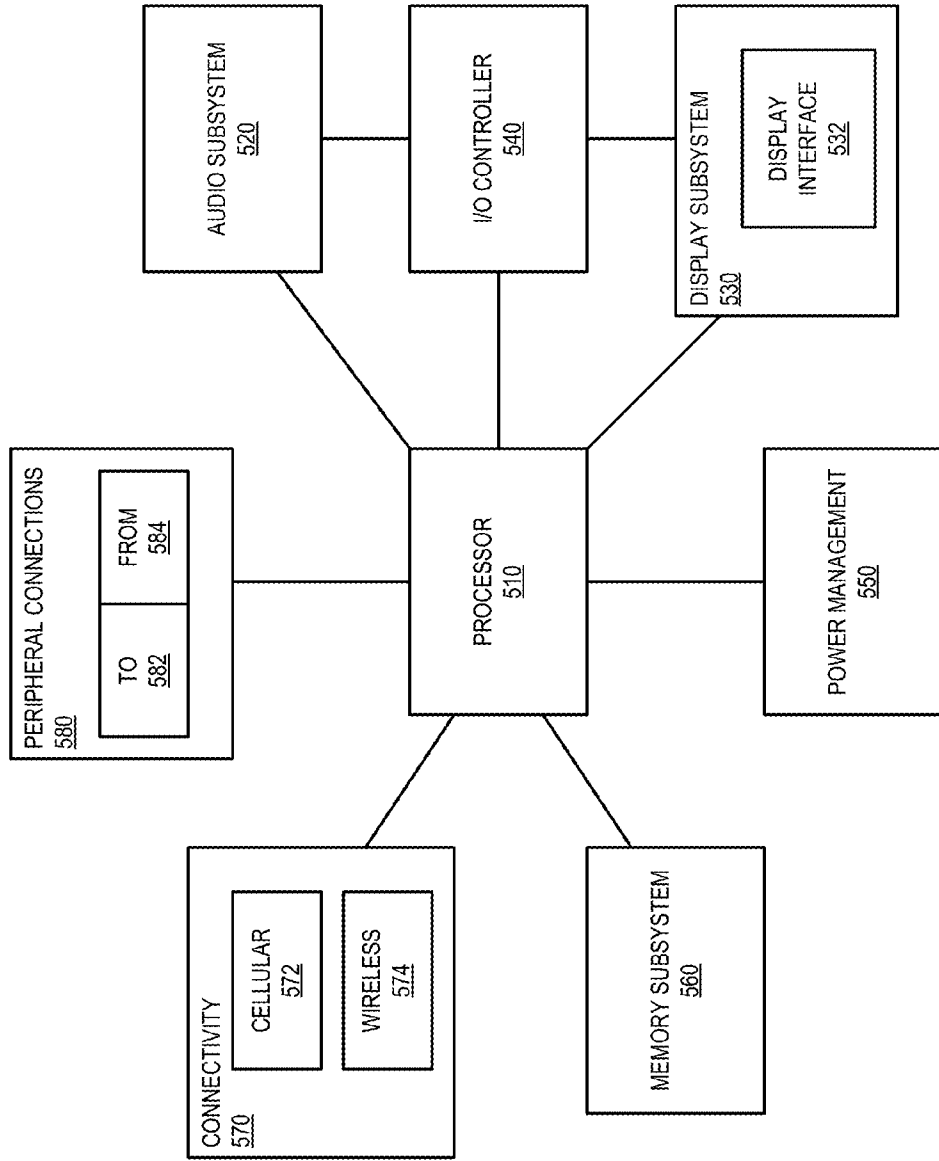 CONNECTIVITY
570
CELLULAR
572
WIRELESS
574
PERIPHERAL CONNECTIONS
580
TO
582
FROM
584
AUDIO SUBSYSTEM
520
PROCESSOR
510
I/O CONTROLLER
540
MEMORY SUBSYSTEM
560
POWER MANAGEMENT
550
DISPLAY SUBSYSTEM
530
DISPLAY
INTERFACE
532